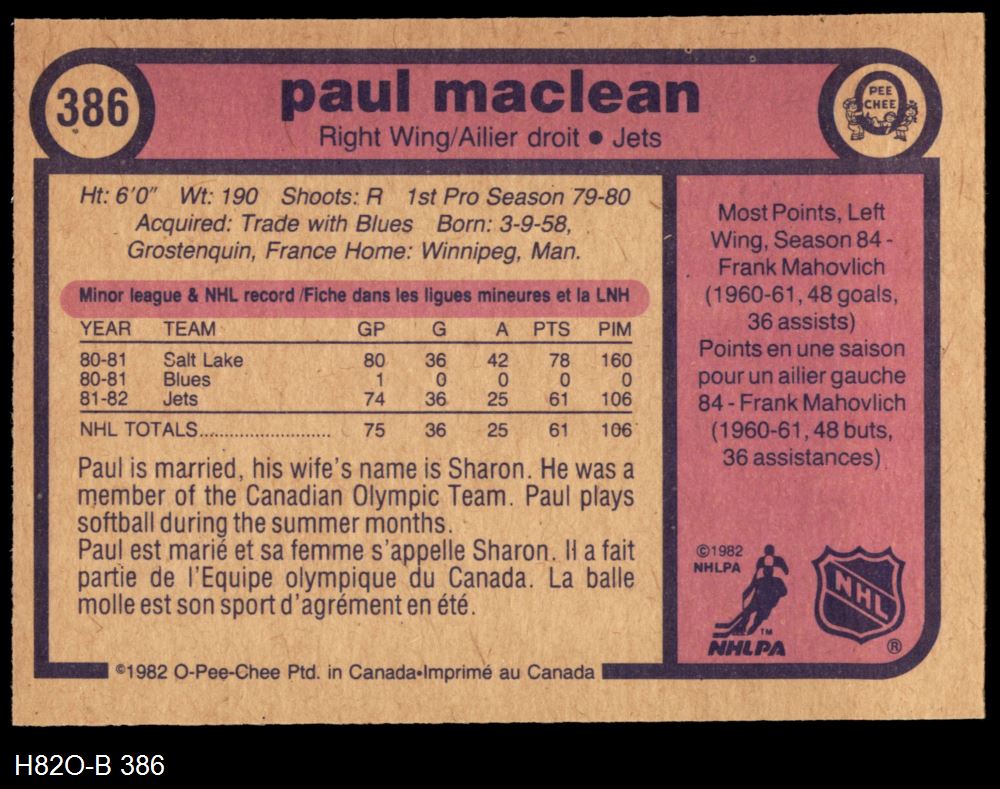 386
paul maclean
Right Wing/Ailier droit ● Jets
PEE
CHEE
Ht: 6'0" Wt: 190 Shoots: R 1st Pro Season 79-80
Acquired: Trade with Blues Born: 3-9-58,
Grostenquin, France Home: Winnipeg, Man.
Minor league & NHL record /Fiche dans les ligues mineures et la LNH
YEAR TEAM GP G A PTS PIM
80-81 Salt Lake 80 36 42 78 160
80-81 Blues 1 0 0 0 0
81-82 Jets 74 36 25 61 106
NHL TOTALS........................ 75 36 25 61 106
Paul is married, his wife's name is Sharon. He was a
member of the Canadian Olympic Team. Paul plays
softball during the summer months.
Paul est marié et sa femme s'appelle Sharon. Il a fait
partie de l'Equipe olympique du Canada. La balle
molle est son sport d'agrément en été.
©1982 O-Pee-Chee Ptd. in Canada•Imprimé au Canada
Most Points, Left
Wing, Season 84 -
Frank Mahovlich
(1960-61, 48 goals,
36 assists)
Points en une saison
pour un ailier gauche
84 - Frank Mahovlich
(1960-61, 48 buts,
36 assistances)
©1982
NHLPA
TM
NHLPA
NHL
®
H82O-B 386